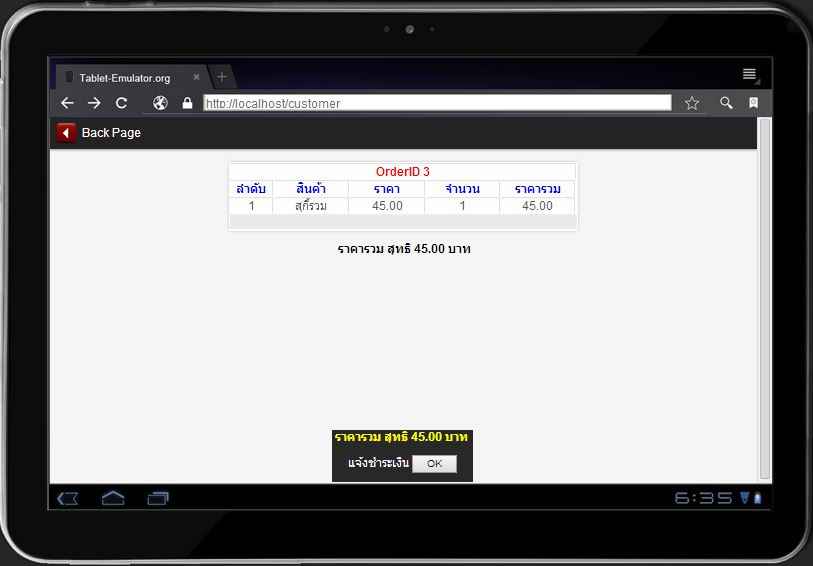 Tablet-Emulator.org
http://localhost/customer
Back Page
OrderID 3
ลำดับ สินค้า ราคา จำนวน ราคารวม
1 สุกี้รวม 45.00 1 45.00
ราคารวม สุทธิ 45.00 บาท
ราคารวม สุทธิ 45.00 บาท
แจ้งชำระเงิน OK
6:35